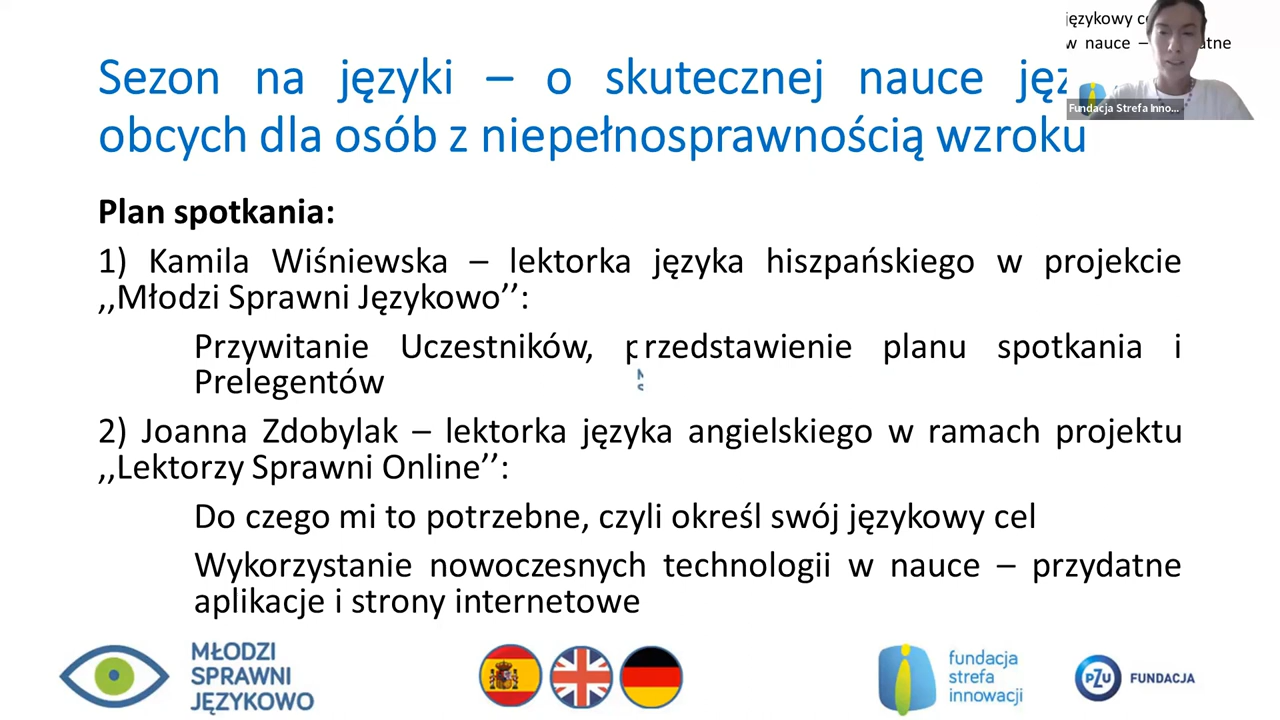 Sezon na języki – o skutecznej nauce
obcych dla osób z niepełnosprawnością wzroku
językowy
w nauce –
Fundacja Strefa Inno...
Plan spotkania:
1) Kamila Wiśniewska – lektorka języka hiszpańskiego w projekcie
,,Młodzi Sprawni Językowo’’:
Przywitanie Uczestników, przedstawienie planu spotkania i
Prelegentów
2) Joanna Zdobylak – lektorka języka angielskiego w ramach projektu
,,Lektorzy Sprawni Online’’:
Do czego mi to potrzebne, czyli określ swój językowy cel
Wykorzystanie nowoczesnych technologii w nauce – przydatne
aplikacje i strony internetowe
MŁODZI
SPRAWNI
JĘZYKOWO
fundacja
strefa
innowacji
PZU
FUNDACJA